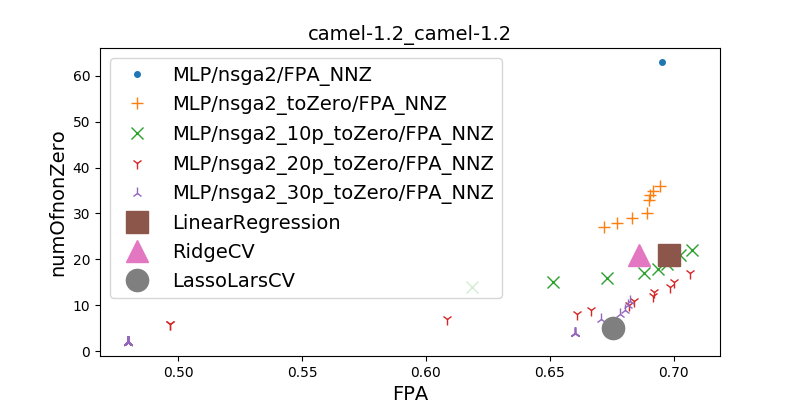 camel-1.2_camel-1.2
MLP/nsga2/FPA_NNZ
MLP/nsga2_toZero/FPA_NNZ
MLP/nsga2_10p_toZero/FPA_NNZ
MLP/nsga2_20p_toZero/FPA_NNZ
MLP/nsga2_30p_toZero/FPA_NNZ
LinearRegression
RidgeCV
LassoLarsCV
numOfnonZero
60
50
40
30
20
10
0
0.50
0.55
0.60
0.65
0.70
FPA